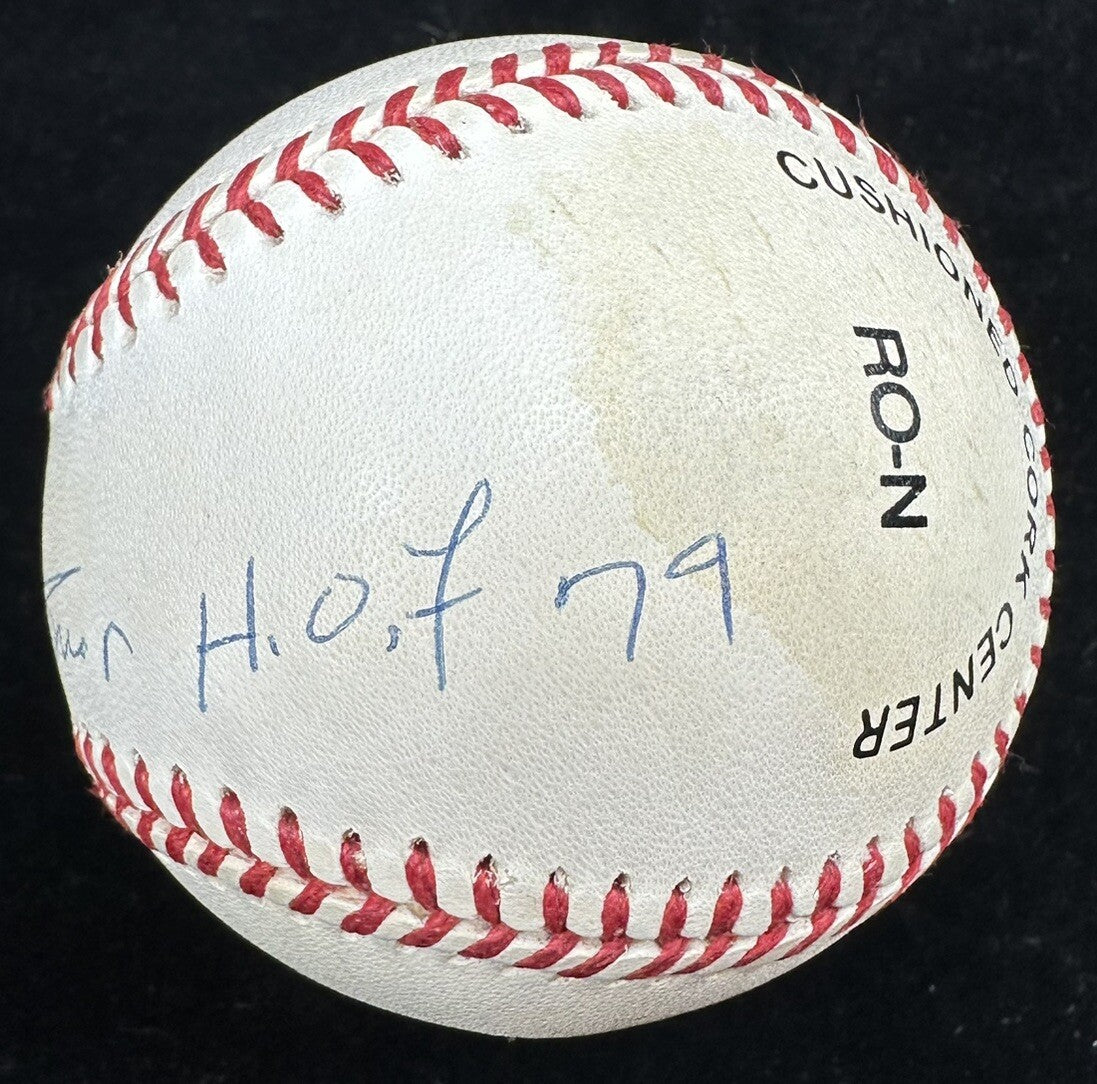 H.O.F 79
RO-N
CUSHIONED CORK CENTER